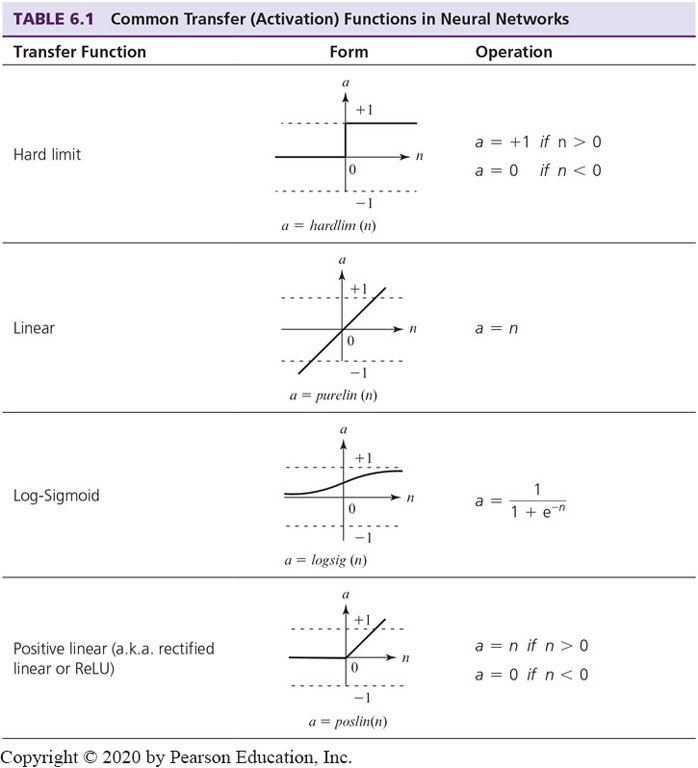 TABLE 6.1 Common Transfer (Activation) Functions in Neural Networks
Transfer Function Form Operation
a
+1
Hard limit
n
0
−1
a = hardlim (n)
a = +1 if n > 0
a = 0 if n < 0
a
+1
Linear
n
0
−1
a = purelin (n)
a = n
a
+1
Log-Sigmoid
n
0
−1
a = logsig (n)
a = 1 / 1 + e⁻ⁿ
a
+1
Positive linear (a.k.a. rectified
linear or ReLU)
n
0
−1
a = poslin(n)
a = n if n > 0
a = 0 if n < 0
Copyright © 2020 by Pearson Education, Inc.